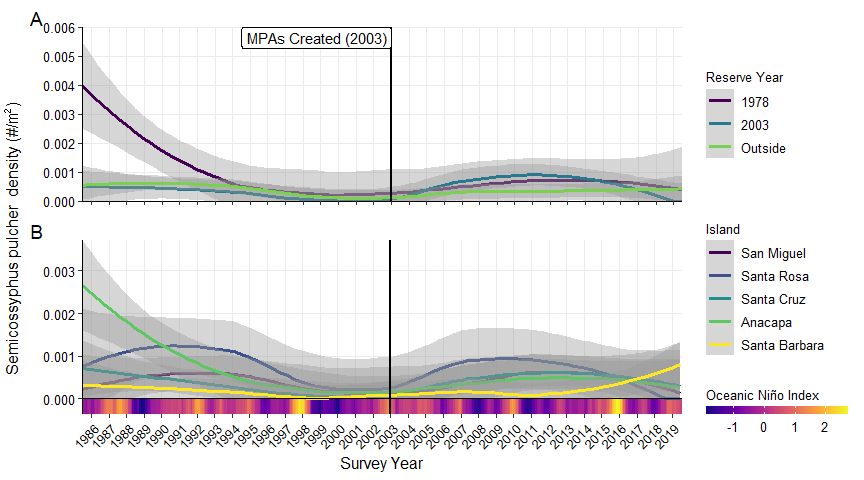 A
0.006
MPAs Created (2003)
0.005
0.004
0.003
0.002
0.001
0.000
Semicossyphus pulcher density (#/m²)
Reserve Year
1978
2003
Outside
B
0.003
0.002
0.001
0.000
Island
San Miguel
Santa Rosa
Santa Cruz
Anacapa
Santa Barbara
Oceanic Niño Index
-1 0 1 2
1986 1987 1988 1989 1990 1991 1992 1993 1994 1995 1996 1997 1998 1999 2000 2001 2002 2003 2004 2005 2006 2007 2008 2009 2010 2011 2012 2013 2014 2015 2016 2017 2018 2019
Survey Year